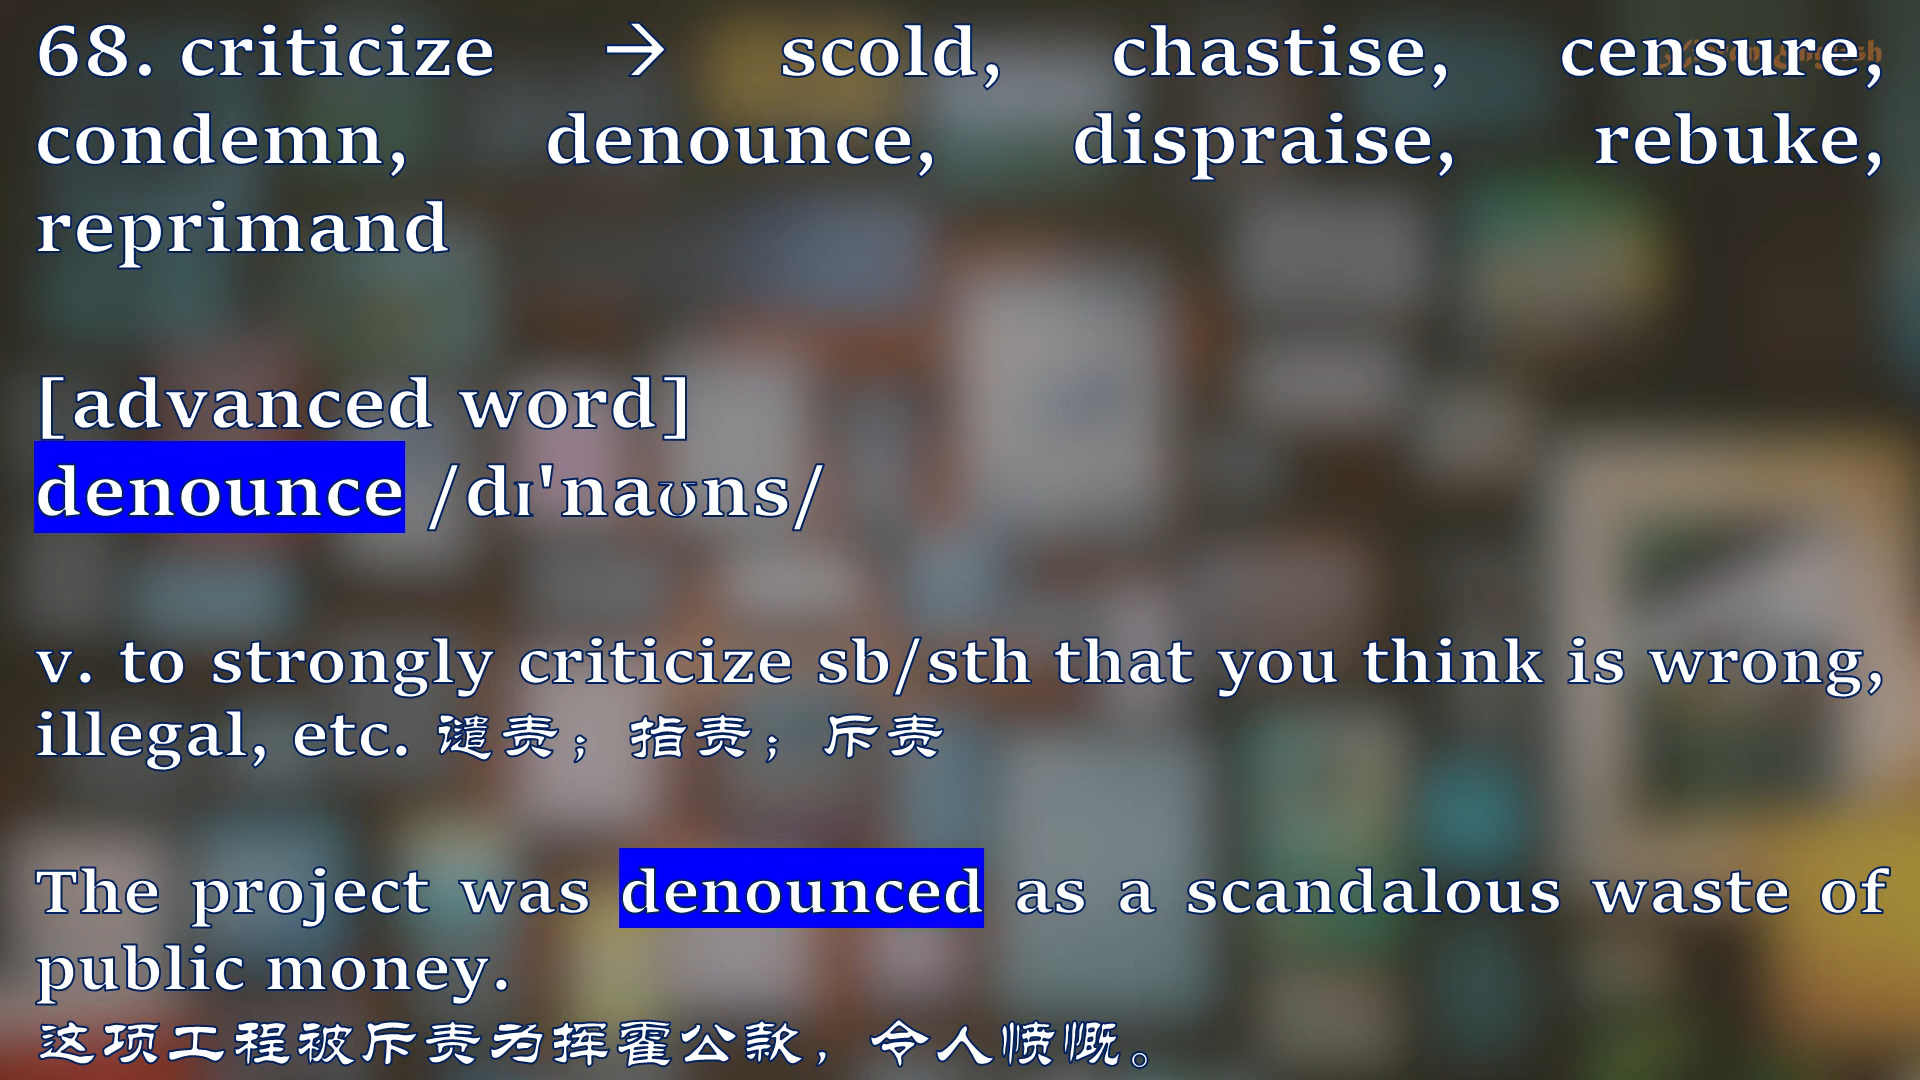 68. criticize → scold, chastise, censure,
condemn, denounce, dispraise, rebuke,
reprimand
[advanced word]
denounce /dɪ'naʊns/
v. to strongly criticize sb/sth that you think is wrong,
illegal, etc. 谴责；指责；斥责
The project was denounced as a scandalous waste of
public money.
这项工程被斥责为挥霍公款，令人愤慨。